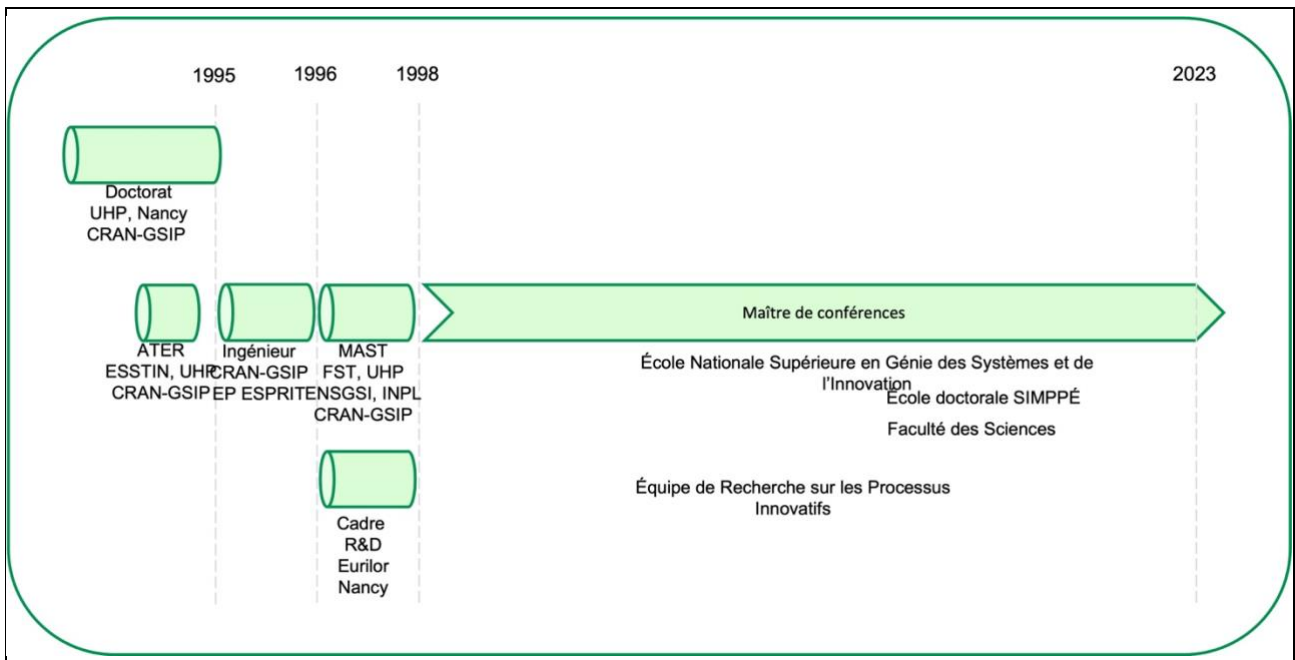 1995
1996
1998
2023
Doctorat
UHP, Nancy
CRAN-GSIP
ATER
ESSTIN, UHP
CRAN-GSIP
Ingénieur
CRAN-GSIP
EP ESPRIT
MAST
FST, UHP
ENSGSI, INPL
CRAN-GSIP
Maître de conférences
École Nationale Supérieure en Génie des Systèmes et de
l'Innovation
École doctorale SIMPPÉ
Faculté des Sciences
Équipe de Recherche sur les Processus
Innovatifs
Cadre
R&D
Eurilor
Nancy